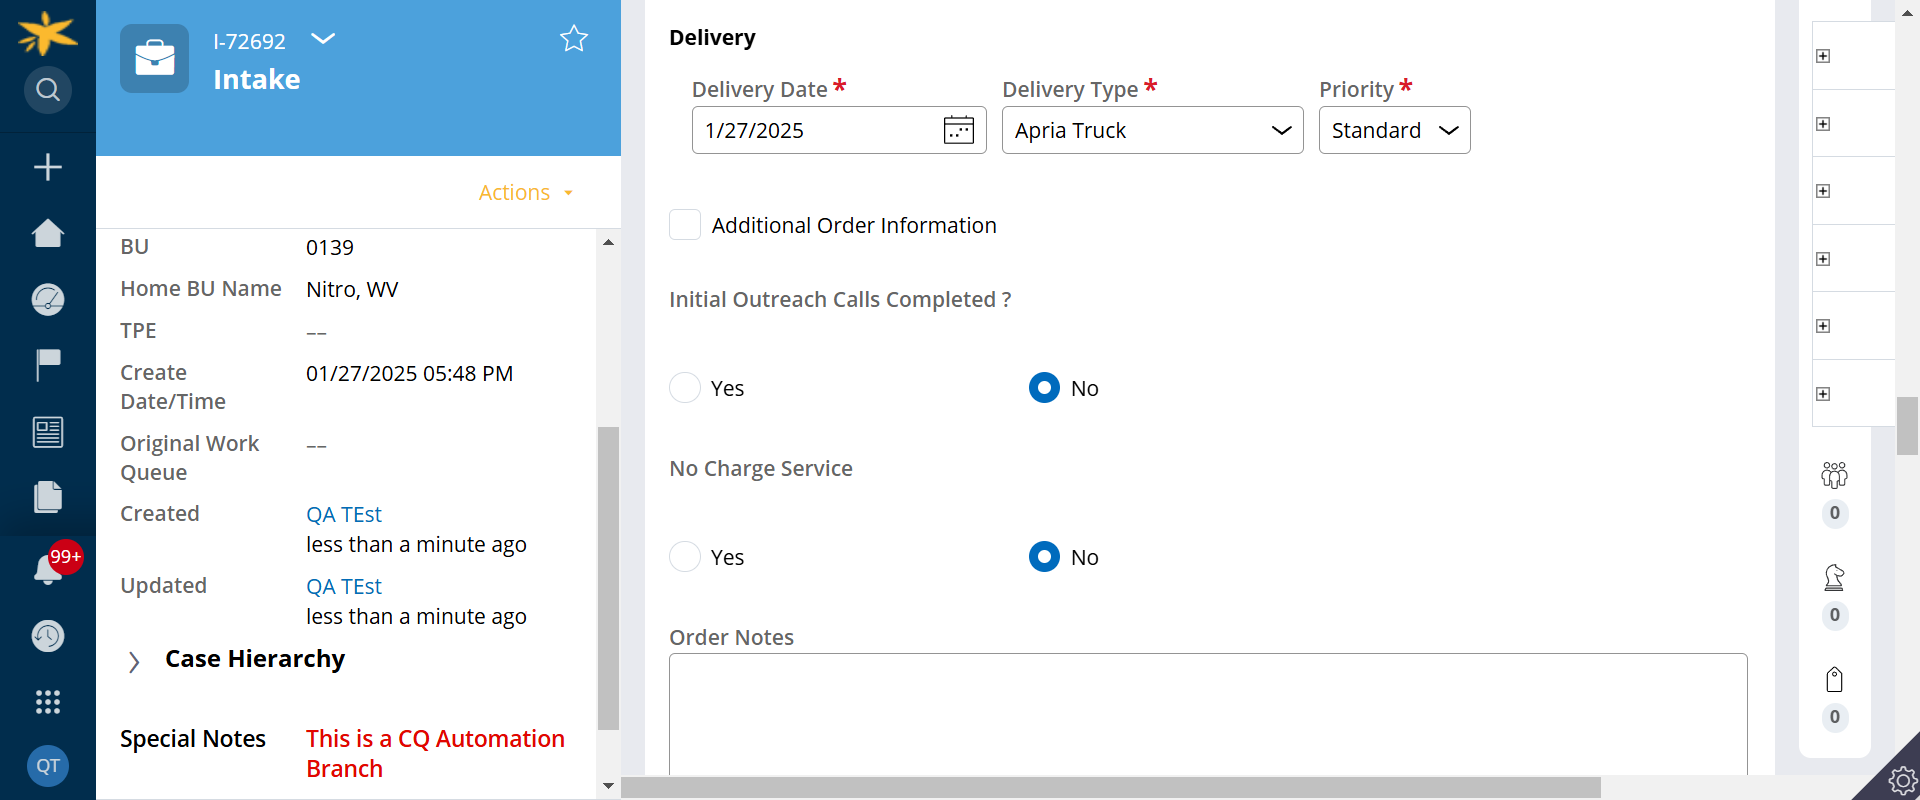 I-72692
Intake
Actions
BU 0139
Home BU Name Nitro, WV
TPE ––
Create Date/Time 01/27/2025 05:48 PM
Original Work Queue ––
Created QA TEst
less than a minute ago
Updated QA TEst
less than a minute ago
Case Hierarchy
Special Notes This is a CQ Automation Branch
99+
QT
Delivery
Delivery Date * Delivery Type * Priority *
1/27/2025 Apria Truck Standard
Additional Order Information
Initial Outreach Calls Completed ?
Yes No
No Charge Service
Yes No
Order Notes
0
0
0